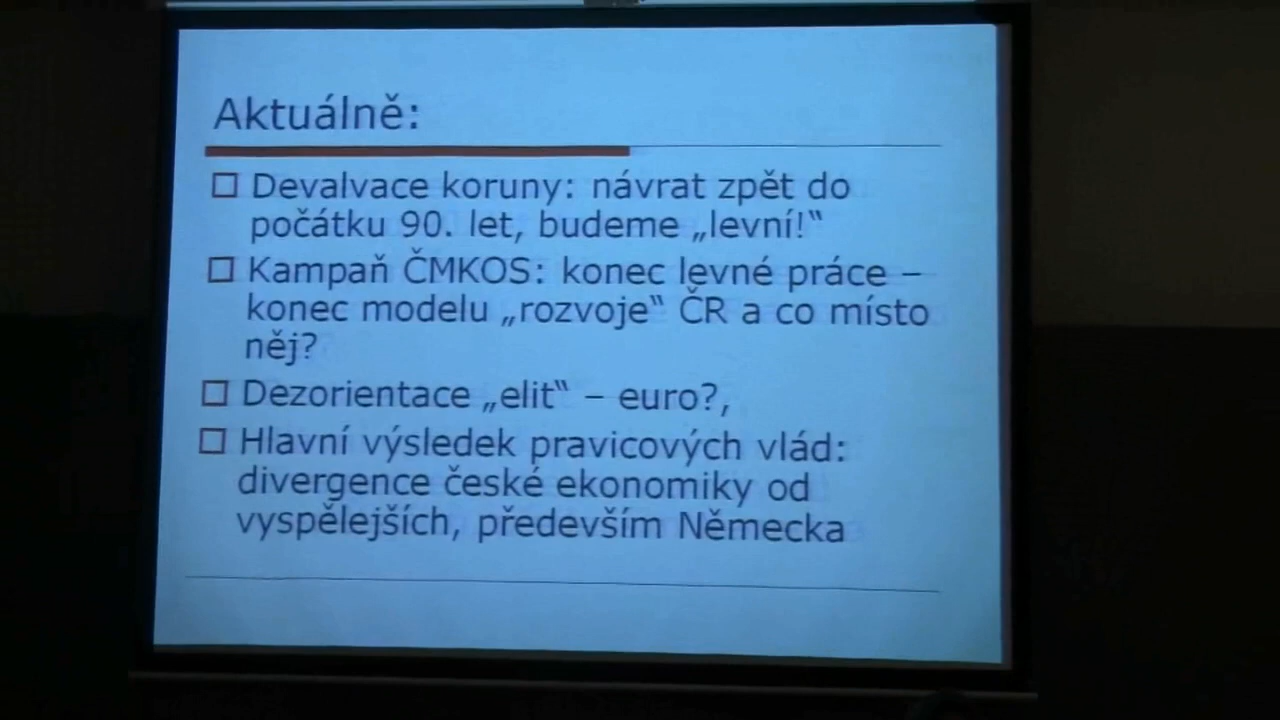 Aktuálně:
Devalvace koruny: návrat zpět do
počátku 90. let, budeme „levní!“
Kampaň ČMKOS: konec levné práce –
konec modelu „rozvoje“ ČR a co místo
něj?
Dezorientace „elit“ – euro?,
Hlavní výsledek pravicových vlád:
divergence české ekonomiky od
vyspělejších, především Německa